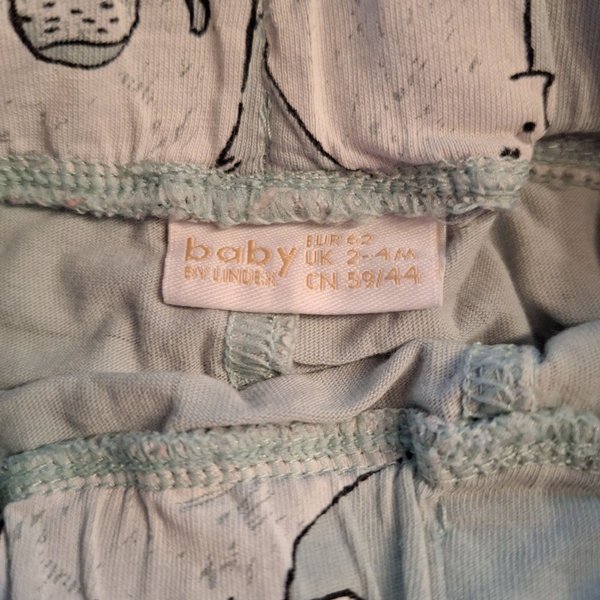 baby
BY LINDEX
EUR 62
UK 2-4M
CN 59/44